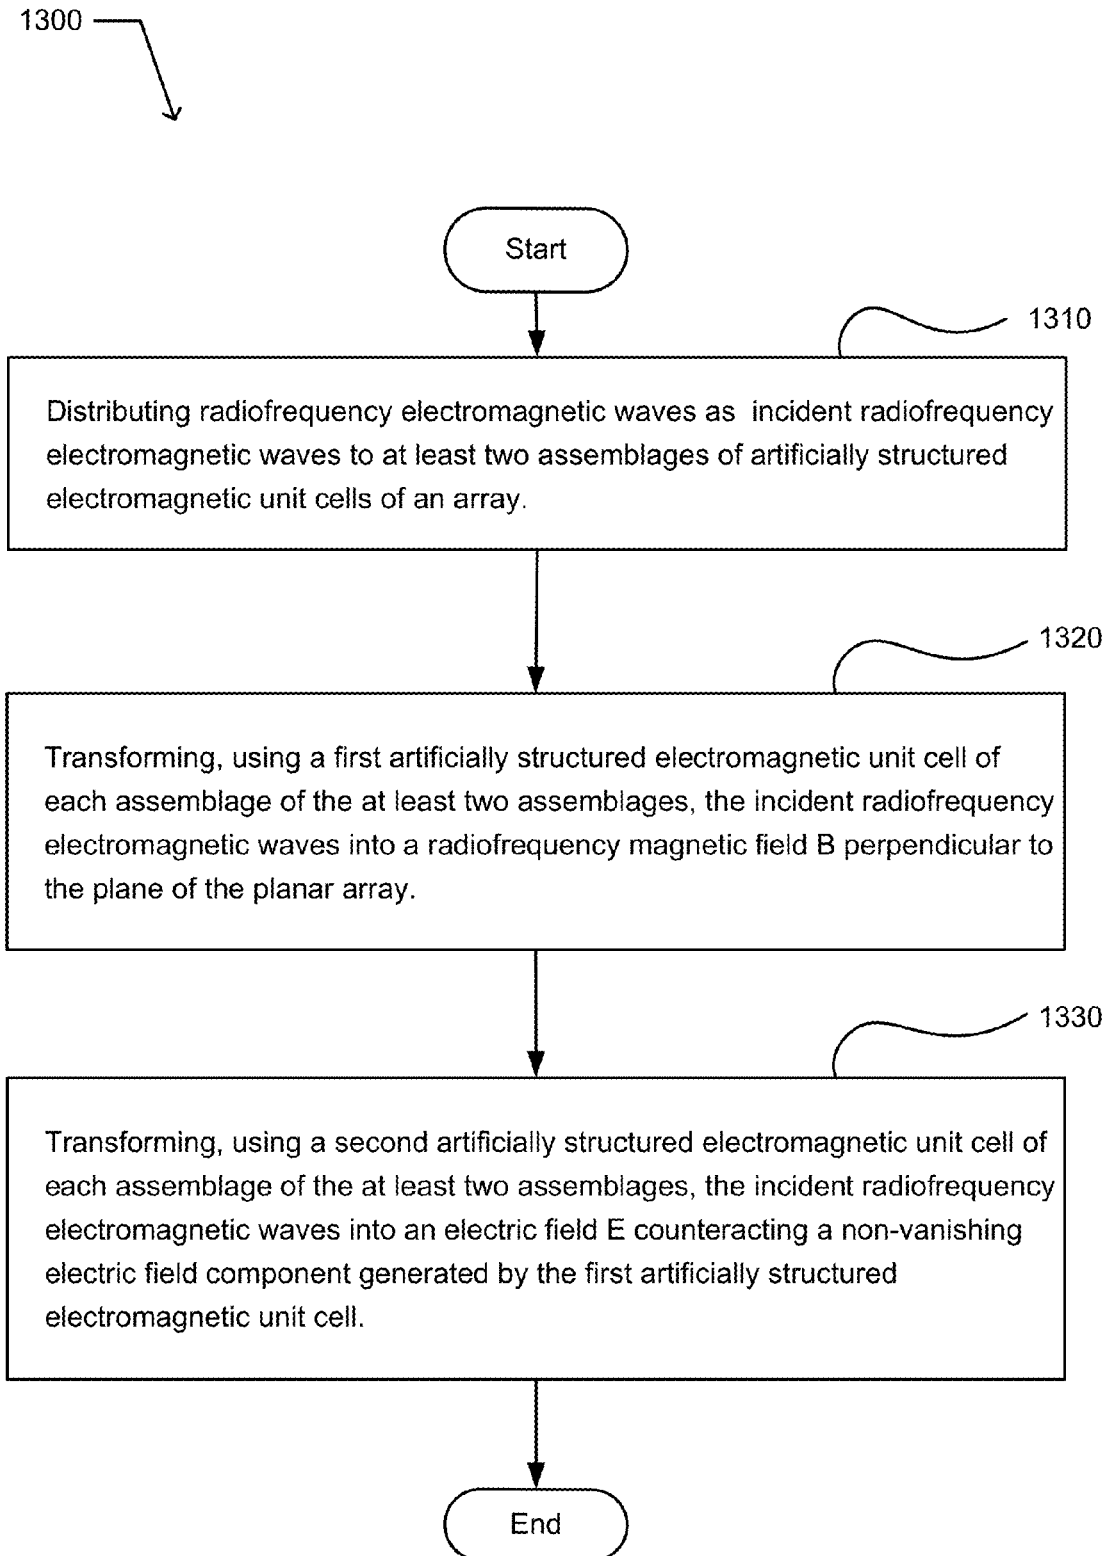 1300
Start
1310
Distributing radiofrequency electromagnetic waves as incident radiofrequency
electromagnetic waves to at least two assemblages of artificially structured
electromagnetic unit cells of an array.
1320
Transforming, using a first artificially structured electromagnetic unit cell of
each assemblage of the at least two assemblages, the incident radiofrequency
electromagnetic waves into a radiofrequency magnetic field B perpendicular to
the plane of the planar array.
1330
Transforming, using a second artificially structured electromagnetic unit cell of
each assemblage of the at least two assemblages, the incident radiofrequency
electromagnetic waves into an electric field E counteracting a non-vanishing
electric field component generated by the first artificially structured
electromagnetic unit cell.
End